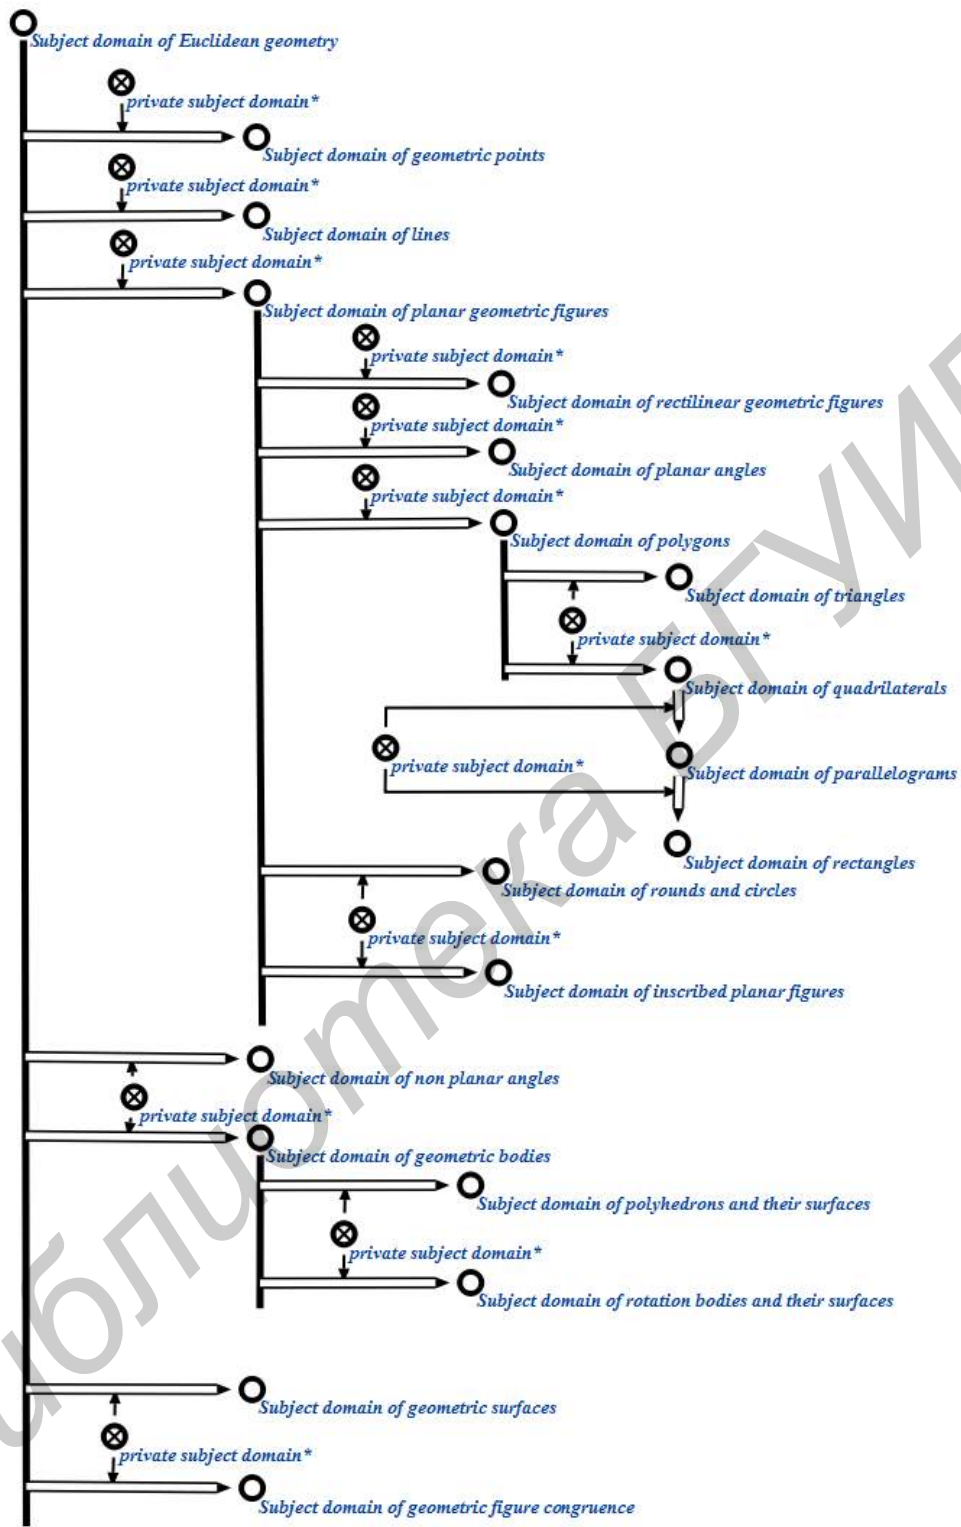 Subject domain of Euclidean geometry
private subject domain*
Subject domain of geometric points
private subject domain*
Subject domain of lines
private subject domain*
Subject domain of planar geometric figures
private subject domain*
Subject domain of rectilinear geometric figures
private subject domain*
Subject domain of planar angles
private subject domain*
Subject domain of polygons
Subject domain of triangles
private subject domain*
Subject domain of quadrilaterals
private subject domain*
Subject domain of parallelograms
Subject domain of rectangles
Subject domain of rounds and circles
private subject domain*
Subject domain of inscribed planar figures
Subject domain of non planar angles
private subject domain*
Subject domain of geometric bodies
Subject domain of polyhedrons and their surfaces
private subject domain*
Subject domain of rotation bodies and their surfaces
Subject domain of geometric surfaces
private subject domain*
Subject domain of geometric figure congruence